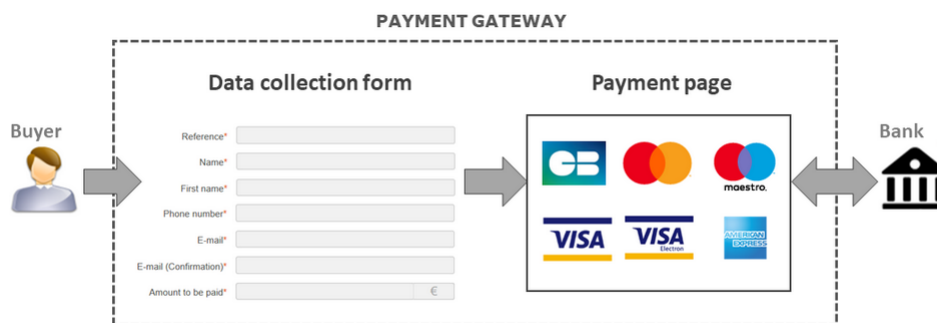 PAYMENT GATEWAY
Data collection form
Payment page
Buyer
Bank
Reference*
Name*
First name*
Phone number*
E-mail*
E-mail (Confirmation)*
Amount to be paid*
€
CB
maestro.
VISA
VISA
Electron
AMERICAN
EXPRESS